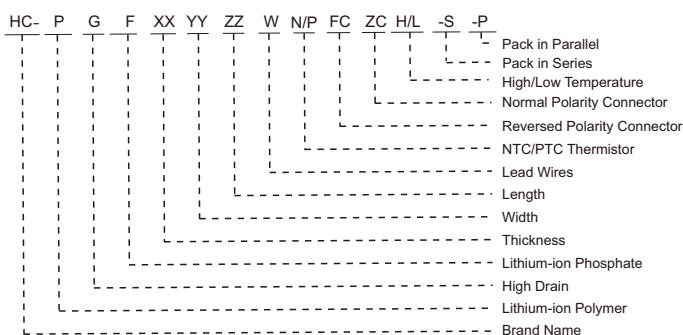 HC- P G F XX YY ZZ W N/P FC ZC H/L -S -P
Pack in Parallel
Pack in Series
High/Low Temperature
Normal Polarity Connector
Reversed Polarity Connector
NTC/PTC Thermistor
Lead Wires
Length
Width
Thickness
Lithium-ion Phosphate
High Drain
Lithium-ion Polymer
Brand Name